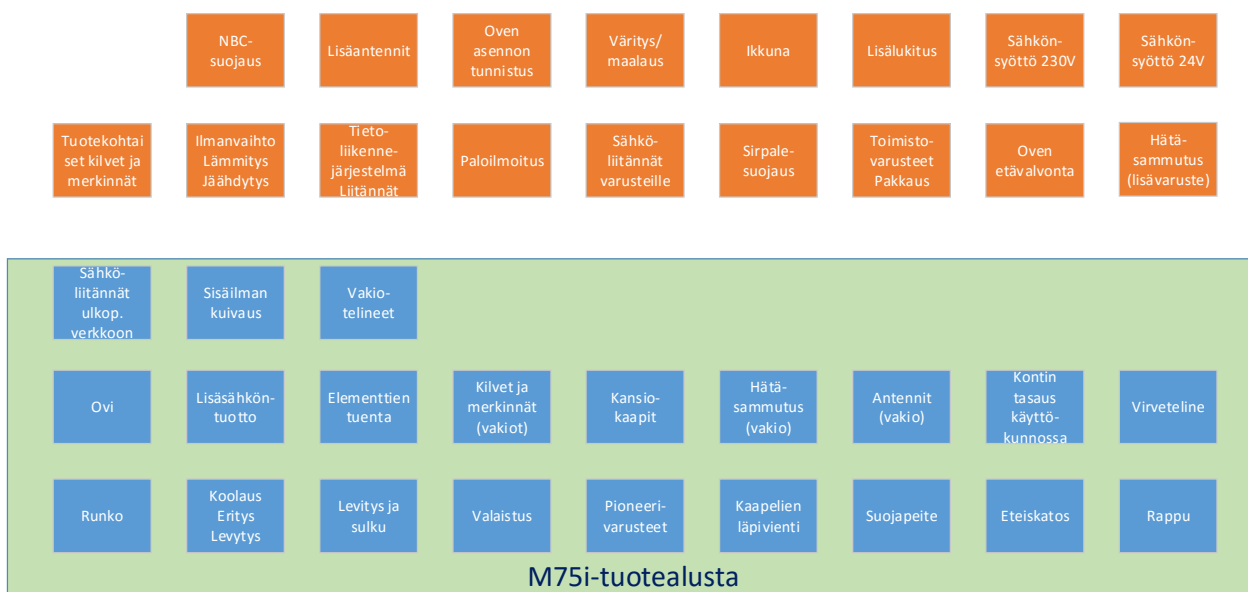 NBC-
suojaus
Lisäantennit
Oven
asennon
tunnistus
Väritys/
maalaus
Ikkuna
Lisälukitus
Sähkön-
syöttö 230V
Sähkön-
syöttö 24V
Tuotekohtai
set kilvet ja
merkinnät
Ilmanvaihto
Lämmitys
Jäähdytys
Tieto-
liikenne-
järjestelmä
Liitännät
Paloilmoitus
Sähkö-
liitännät
varusteille
Sirpale-
suojaus
Toimisto-
varusteet
Pakkaus
Oven
etävalvonta
Hätä-
sammutus
(lisävaruste)
Sähkö-
liitännät
ulkop.
verkkoon
Sisäilman
kuivaus
Vakio-
telineet
Ovi
Lisäsähkön-
tuotto
Elementtien
tuenta
Kilvet ja
merkinnät
(vakiot)
Kansio-
kaapit
Hätä-
sammutus
(vakio)
Antennit
(vakio)
Kontin
tasaus
käyttö-
kunnossa
Virveteline
Runko
Koolaus
Eritys
Levytys
Levitys ja
sulku
Valaistus
Pioneeri-
varusteet
Kaapelien
läpivienti
Suojapeite
Eteiskatos
Rappu
M75i-tuotealusta